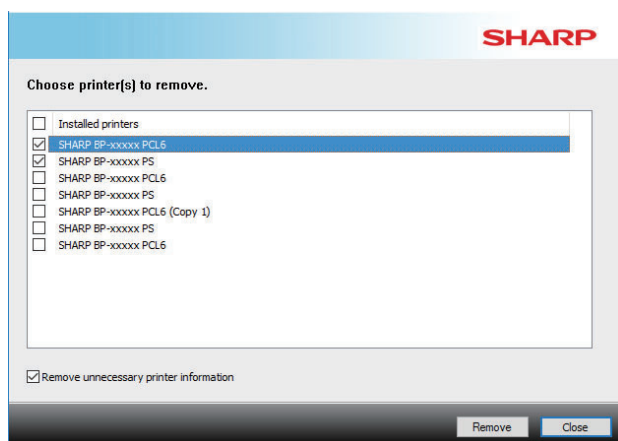 SHARP
Choose printer(s) to remove.
Installed printers
SHARP BP-xxxxx PCL6
SHARP BP-xxxxx PS
SHARP BP-xxxxx PCL6
SHARP BP-xxxxx PS
SHARP BP-xxxxx PCL6 (Copy 1)
SHARP BP-xxxxx PS
SHARP BP-xxxxx PCL6
Remove unnecessary printer information
Remove Close